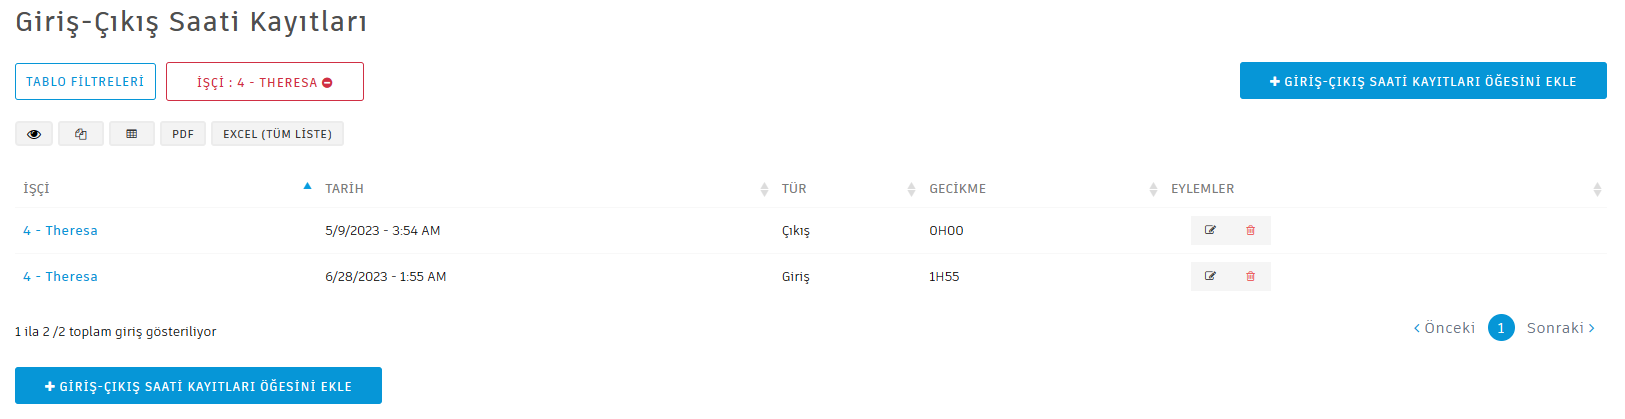 Giriş-Çıkış Saati Kayıtları
TABLO FİLTRELERİ İŞÇİ : 4 - THERESA GİRİŞ-ÇIKIŞ SAATİ KAYITLARI ÖĞESİNİ EKLE
PDF EXCEL (TÜM LİSTE)
İŞÇİ TARİH TÜR GECİKME EYLEMLER
4 - Theresa 5/9/2023 - 3:54 AM Çıkış 0H00
4 - Theresa 6/28/2023 - 1:55 AM Giriş 1H55
1 ila 2 /2 toplam giriş gösteriliyor ‹ Önceki 1 Sonraki ›
GİRİŞ-ÇIKIŞ SAATİ KAYITLARI ÖĞESİNİ EKLE